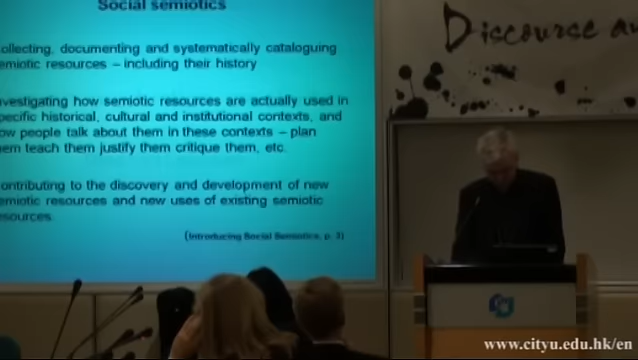 Social semiotics
ollecting, documenting and systematically cataloguing
emiotic resources – including their history
nvestigating how semiotic resources are actually used in
pecific historical, cultural and institutional contexts, and
ow people talk about them in these contexts – plan
em teach them justify them critique them, etc.
ontributing to the discovery and development of new
emiotic resources and new uses of existing semiotic
esources
(Introducing Social Semiotics, p. 3)
Discourse
www.cityu.edu.hk/en